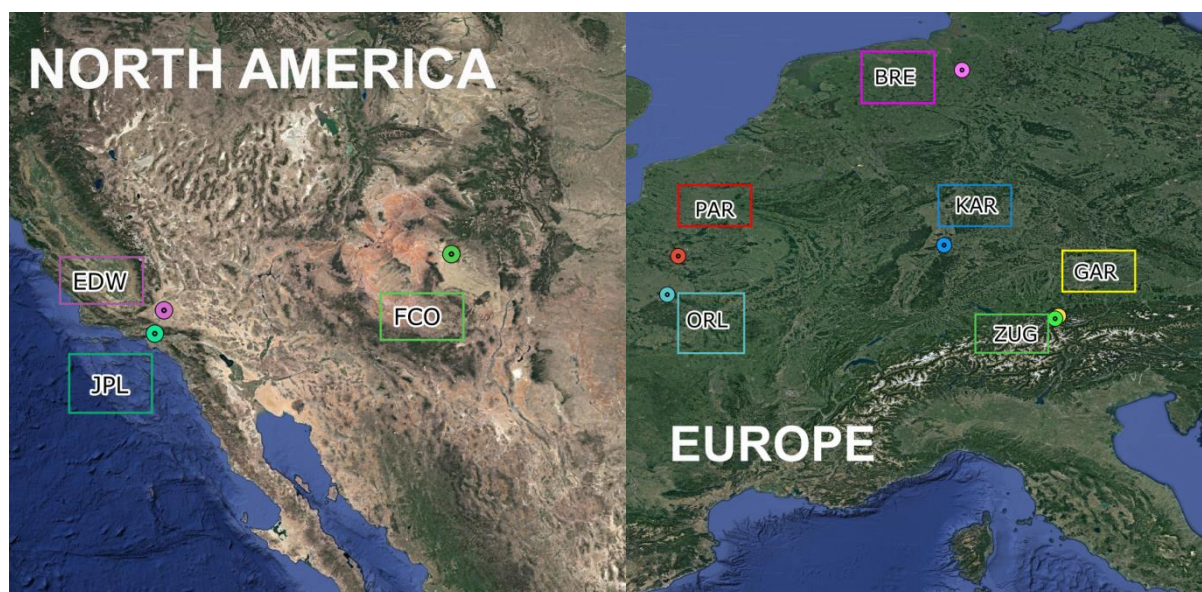 NORTH AMERICA
EDW
FCO
JPL
BRE
PAR
KAR
GAR
ORL
ZUG
EUROPE